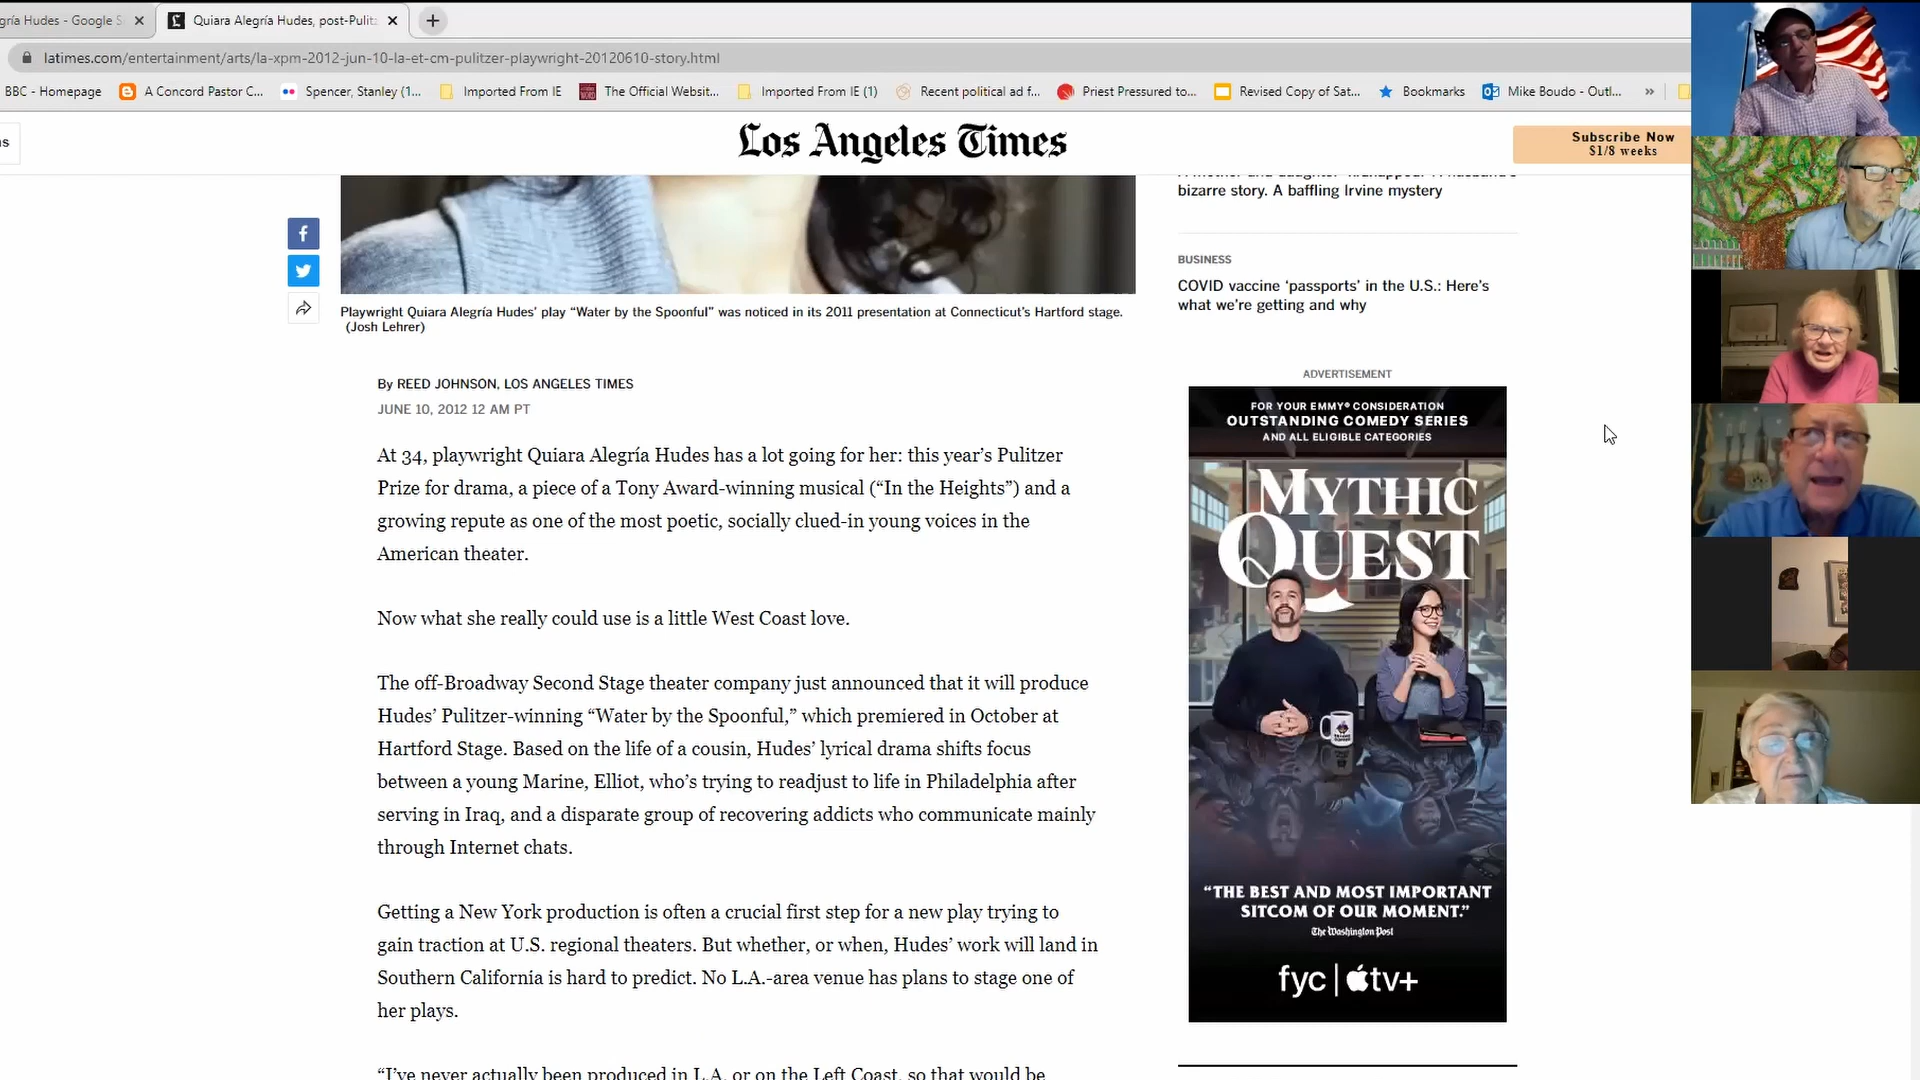 gría Hudes - Google S
Quiara Alegría Hudes, post-Pulitz
latimes.com/entertainment/arts/la-xpm-2012-jun-10-la-et-cm-pulitzer-playwright-20120610-story.html
BBC - Homepage
A Concord Pastor C...
Spencer, Stanley (1...
Imported From IE
The Official Websit...
Imported From IE (1)
Recent political ad f...
Priest Pressured to...
Revised Copy of Sat...
Bookmarks
Mike Boudo - Outl...
Los Angeles Times
Subscribe Now
$1/8 weeks
bizarre story. A baffling Irvine mystery
BUSINESS
COVID vaccine ‘passports’ in the U.S.: Here’s
what we’re getting and why
Playwright Quiara Alegría Hudes’ play “Water by the Spoonful” was noticed in its 2011 presentation at Connecticut’s Hartford stage.
(Josh Lehrer)
By REED JOHNSON, LOS ANGELES TIMES
JUNE 10, 2012 12 AM PT
At 34, playwright Quiara Alegría Hudes has a lot going for her: this year’s Pulitzer
Prize for drama, a piece of a Tony Award-winning musical (“In the Heights”) and a
growing repute as one of the most poetic, socially clued-in young voices in the
American theater.
Now what she really could use is a little West Coast love.
The off-Broadway Second Stage theater company just announced that it will produce
Hudes’ Pulitzer-winning “Water by the Spoonful,” which premiered in October at
Hartford Stage. Based on the life of a cousin, Hudes’ lyrical drama shifts focus
between a young Marine, Elliot, who’s trying to readjust to life in Philadelphia after
serving in Iraq, and a disparate group of recovering addicts who communicate mainly
through Internet chats.
Getting a New York production is often a crucial first step for a new play trying to
gain traction at U.S. regional theaters. But whether, or when, Hudes’ work will land in
Southern California is hard to predict. No L.A.-area venue has plans to stage one of
her plays.
“I’ve never actually been produced in L.A. or on the Left Coast, so that would be
ADVERTISEMENT
FOR YOUR EMMY® CONSIDERATION
OUTSTANDING COMEDY SERIES
AND ALL ELIGIBLE CATEGORIES
MYTHIC
QUEST
“THE BEST AND MOST IMPORTANT
SITCOM OF OUR MOMENT.”
The Washington Post
fyc | tv+